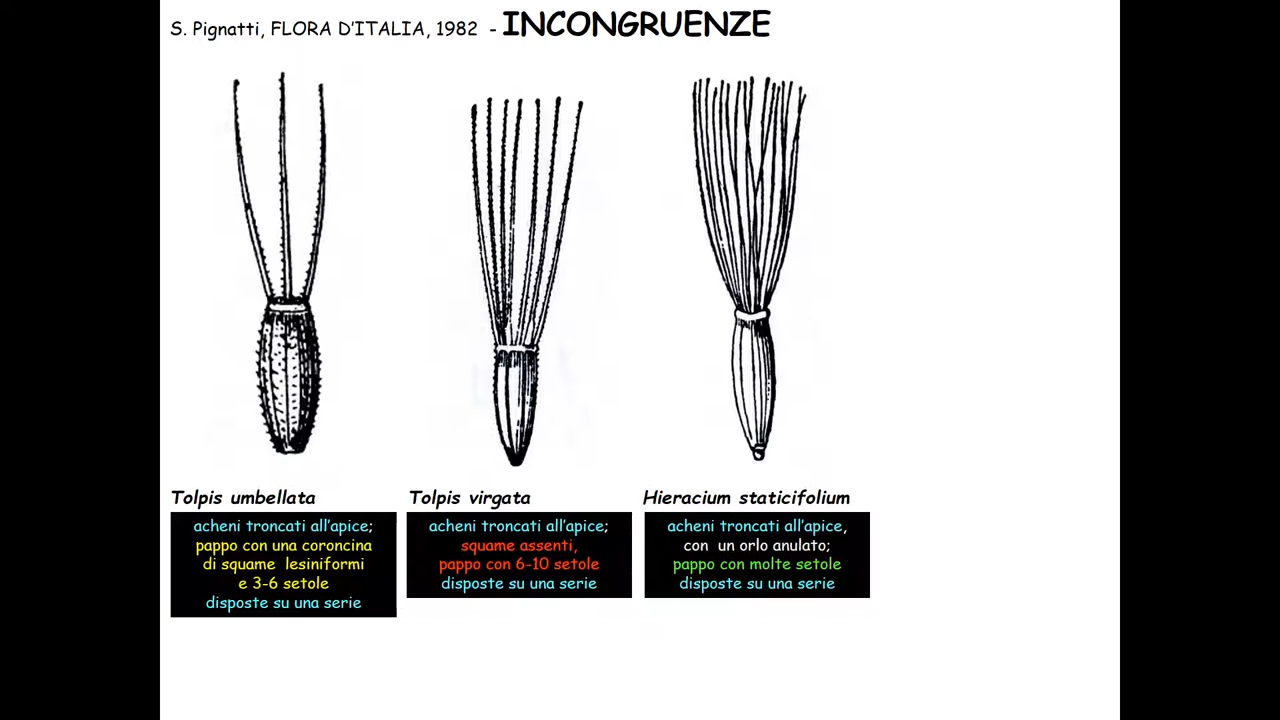 S. Pignatti, FLORA D'ITALIA, 1982 - INCONGRUENZE
Tolpis umbellata
acheni troncati all'apice;
pappo con una coroncina
di squame lesiniformi
e 3-6 setole
disposte su una serie
Tolpis virgata
acheni troncati all'apice;
squame assenti,
pappo con 6-10 setole
disposte su una serie
Hieracium staticifolium
acheni troncati all'apice,
con un orlo anulato;
pappo con molte setole
disposte su una serie